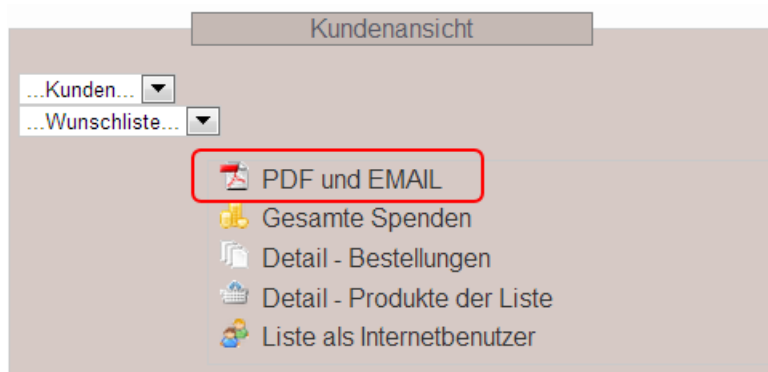 Kundenansicht
...Kunden...
...Wunschliste...
PDF und EMAIL
Gesamte Spenden
Detail - Bestellungen
Detail - Produkte der Liste
Liste als Internetbenutzer